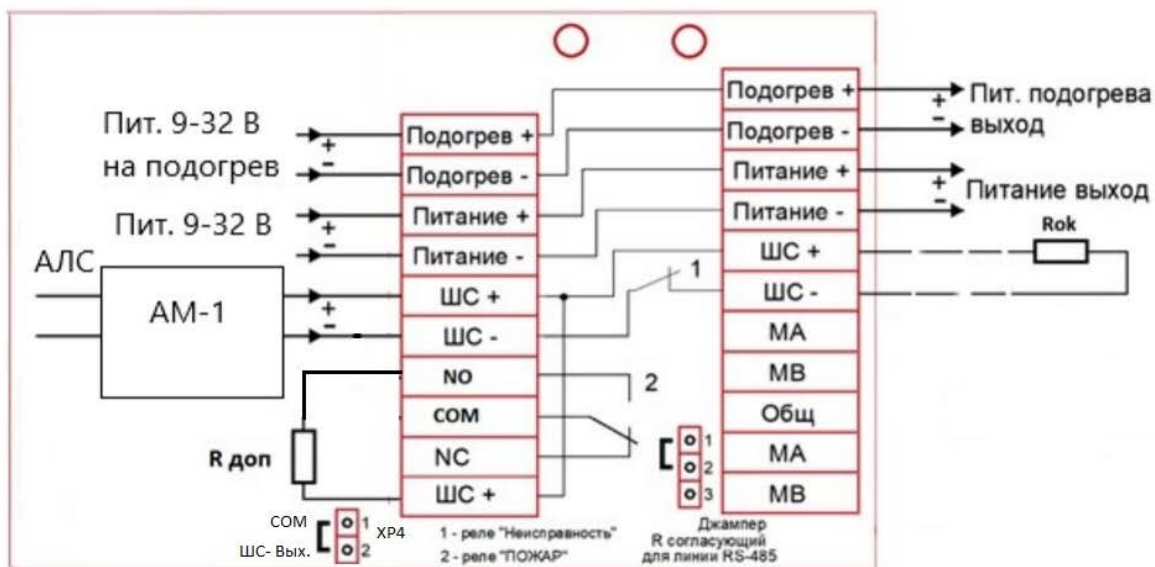 Пит. 9-32 В
на подогрев
+
−
Пит. 9-32 В
+
−
АЛС
АМ-1
+
−
Подогрев +
Подогрев -
Питание +
Питание -
ШС +
ШС -
NO
COM
NC
ШС +
R доп
COM
ШС- Вых.
1
2
XP4
1 - реле "Неисправность"
2 - реле "ПОЖАР"
1
2
1
2
3
Джампер
R согласующий
для линии RS-485
Подогрев +
Подогрев -
Питание +
Питание -
ШС +
ШС -
МА
МВ
Общ
МА
МВ
+
−
Пит. подогрева
выход
+
−
Питание выход
Rok